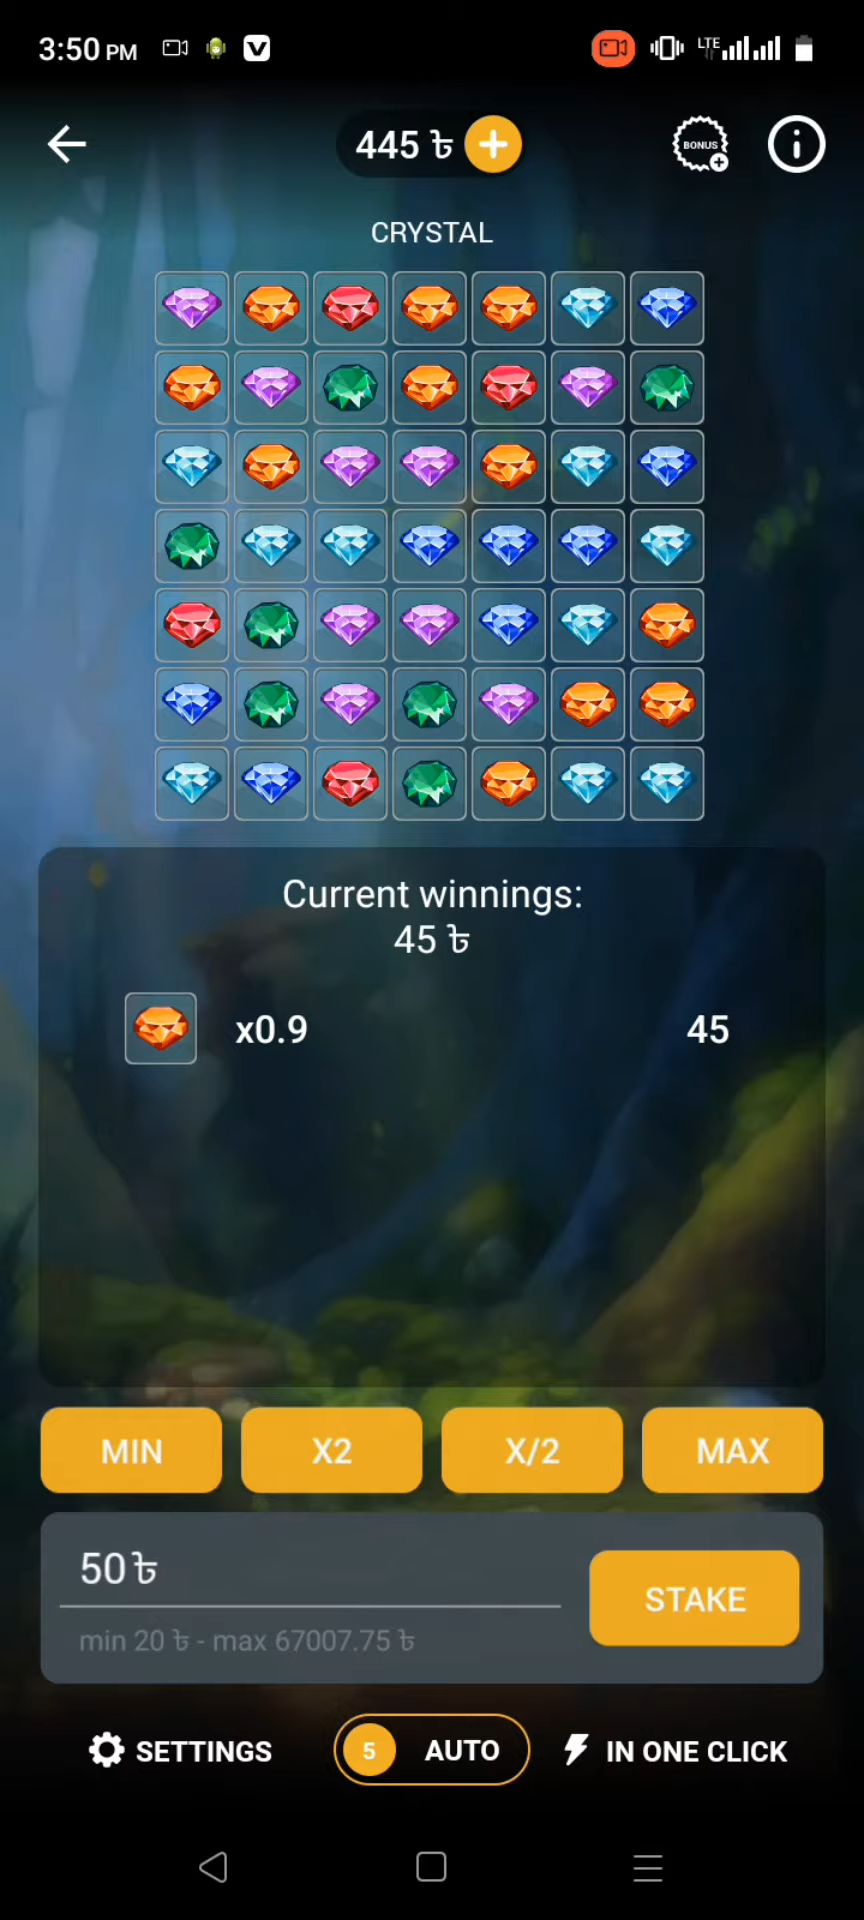 3:50 PM
LTE
445 ৳
BONUS
CRYSTAL
Current winnings:
45 ৳
x0.9 45
MIN X2 X/2 MAX
50 ৳
STAKE
min 20 ৳ - max 67007.75 ৳
SETTINGS 5 AUTO IN ONE CLICK